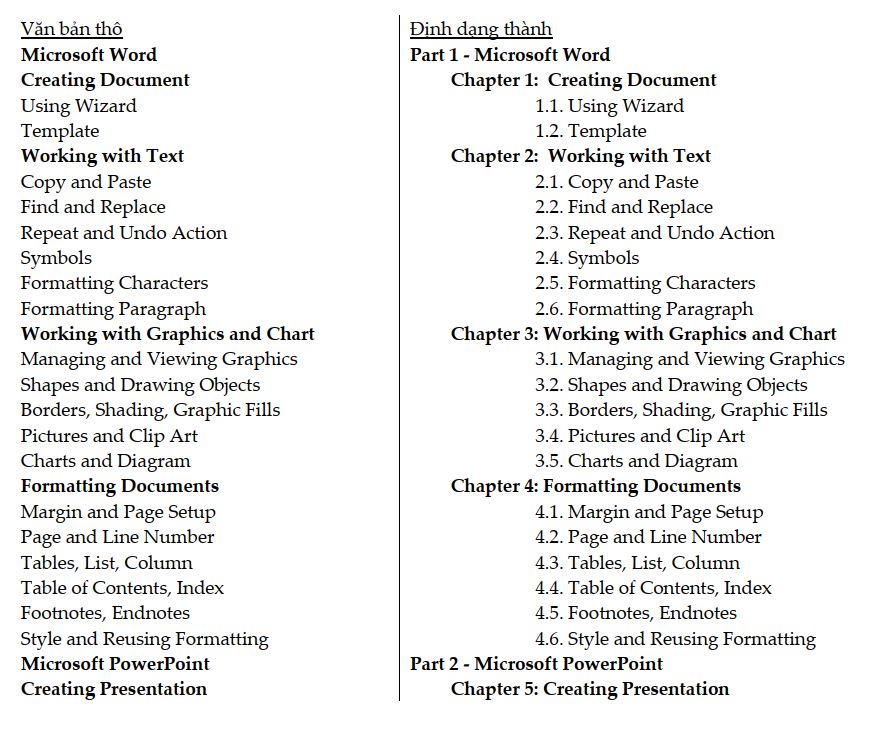 Văn bản thô
Microsoft Word
Creating Document
Using Wizard
Template
Working with Text
Copy and Paste
Find and Replace
Repeat and Undo Action
Symbols
Formatting Characters
Formatting Paragraph
Working with Graphics and Chart
Managing and Viewing Graphics
Shapes and Drawing Objects
Borders, Shading, Graphic Fills
Pictures and Clip Art
Charts and Diagram
Formatting Documents
Margin and Page Setup
Page and Line Number
Tables, List, Column
Table of Contents, Index
Footnotes, Endnotes
Style and Reusing Formatting
Microsoft PowerPoint
Creating Presentation
Định dạng thành
Part 1 - Microsoft Word
Chapter 1: Creating Document
1.1. Using Wizard
1.2. Template
Chapter 2: Working with Text
2.1. Copy and Paste
2.2. Find and Replace
2.3. Repeat and Undo Action
2.4. Symbols
2.5. Formatting Characters
2.6. Formatting Paragraph
Chapter 3: Working with Graphics and Chart
3.1. Managing and Viewing Graphics
3.2. Shapes and Drawing Objects
3.3. Borders, Shading, Graphic Fills
3.4. Pictures and Clip Art
3.5. Charts and Diagram
Chapter 4: Formatting Documents
4.1. Margin and Page Setup
4.2. Page and Line Number
4.3. Tables, List, Column
4.4. Table of Contents, Index
4.5. Footnotes, Endnotes
4.6. Style and Reusing Formatting
Part 2 - Microsoft PowerPoint
Chapter 5: Creating Presentation